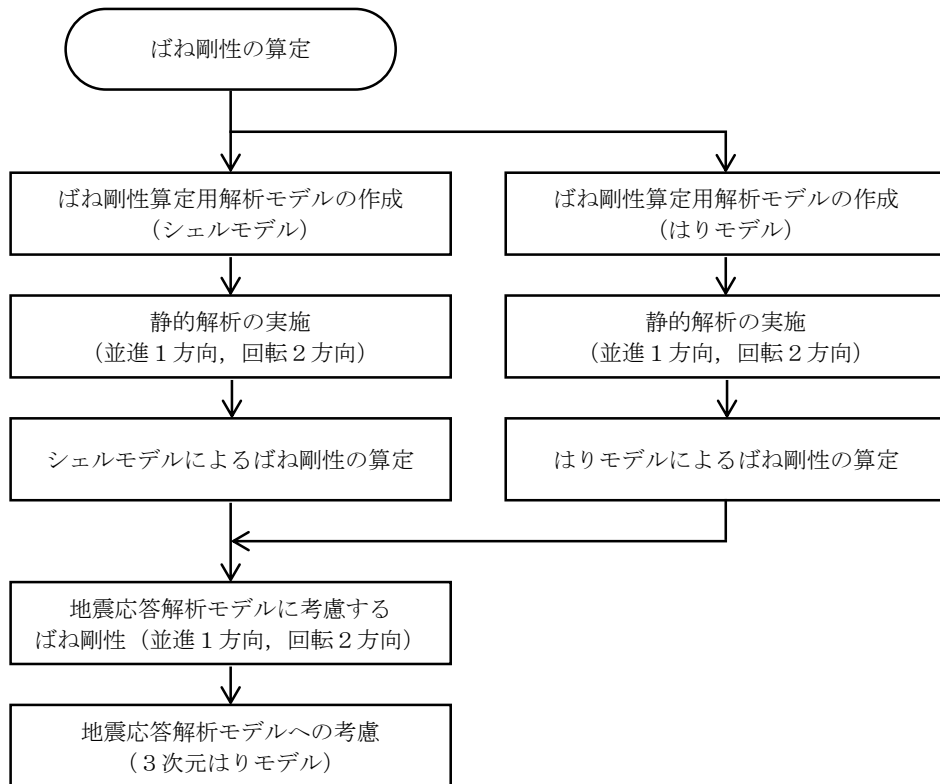 ばね剛性の算定
ばね剛性算定用解析モデルの作成
（シェルモデル）
ばね剛性算定用解析モデルの作成
（はりモデル）
静的解析の実施
（並進１方向，回転２方向）
静的解析の実施
（並進１方向，回転２方向）
シェルモデルによるばね剛性の算定
はりモデルによるばね剛性の算定
地震応答解析モデルに考慮する
ばね剛性（並進１方向，回転２方向）
地震応答解析モデルへの考慮
（３次元はりモデル）